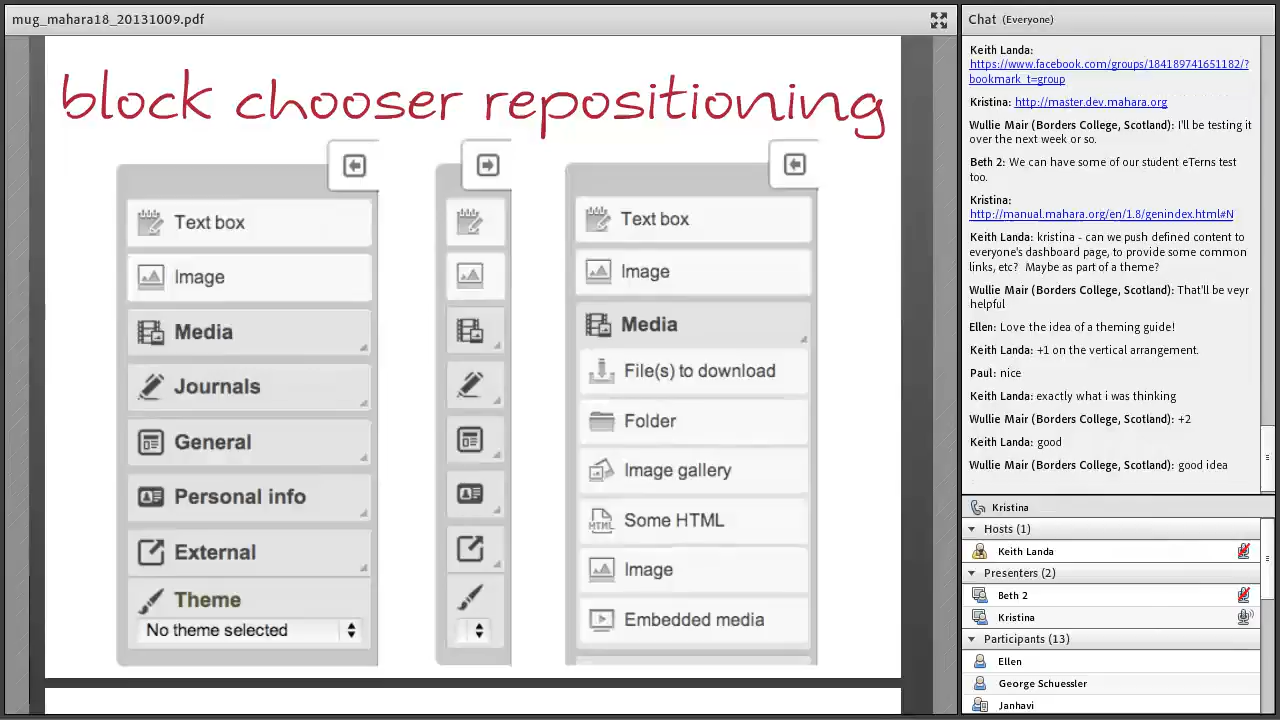 mug_mahara18_20131009.pdf
block chooser repositioning
Text box
Image
Media
Journals
General
Personal info
External
Theme
No theme selected
Text box
Image
Media
File(s) to download
Folder
Image gallery
HTML
Some HTML
Image
Embedded media
Chat (Everyone)
Keith Landa:
https://www.facebook.com/groups/184189741651182/?
bookmark_t=group
Kristina: http://master.dev.mahara.org
Wullie Mair (Borders College, Scotland): I'll be testing it
over the next week or so.
Beth 2: We can have some of our student eTerns test
too.
Kristina:
http://manual.mahara.org/en/1.8/genindex.html#N
Keith Landa: kristina - can we push defined content to
everyone's dashboard page, to provide some common
links, etc? Maybe as part of a theme?
Wullie Mair (Borders College, Scotland): That'll be veyr
helpful
Ellen: Love the idea of a theming guide!
Keith Landa: +1 on the vertical arrangement.
Paul: nice
Keith Landa: exactly what i was thinking
Wullie Mair (Borders College, Scotland): +2
Keith Landa: good
Wullie Mair (Borders College, Scotland): good idea
Kristina
Hosts (1)
Keith Landa
Presenters (2)
Beth 2
Kristina
Participants (13)
Ellen
George Schuessler
Janhavi